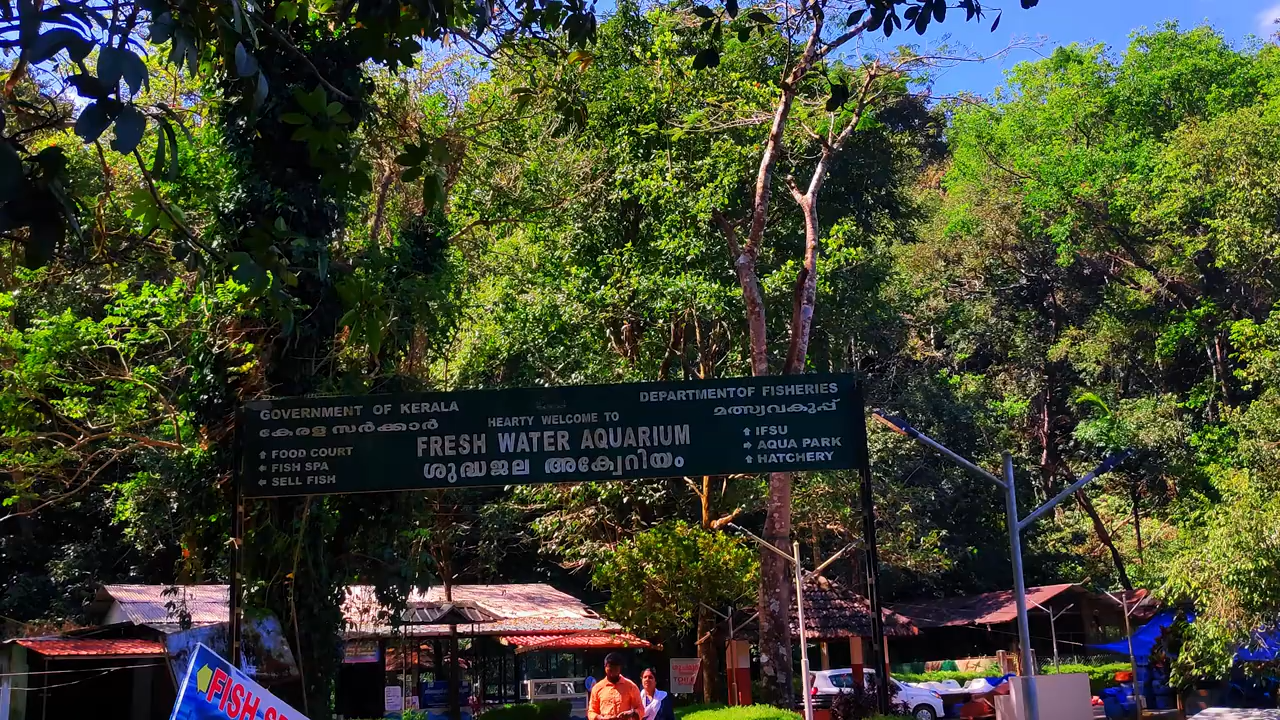 GOVERNMENT OF KERALA
കേരള സർക്കാർ
DEPARTMENTOF FISHERIES
മത്സ്യവകുപ്പ്
HEARTY WELCOME TO
FRESH WATER AQUARIUM
ശുദ്ധജല അക്വേറിയം
FOOD COURT
FISH SPA
SELL FISH
IFSU
AQUA PARK
HATCHERY
FISH